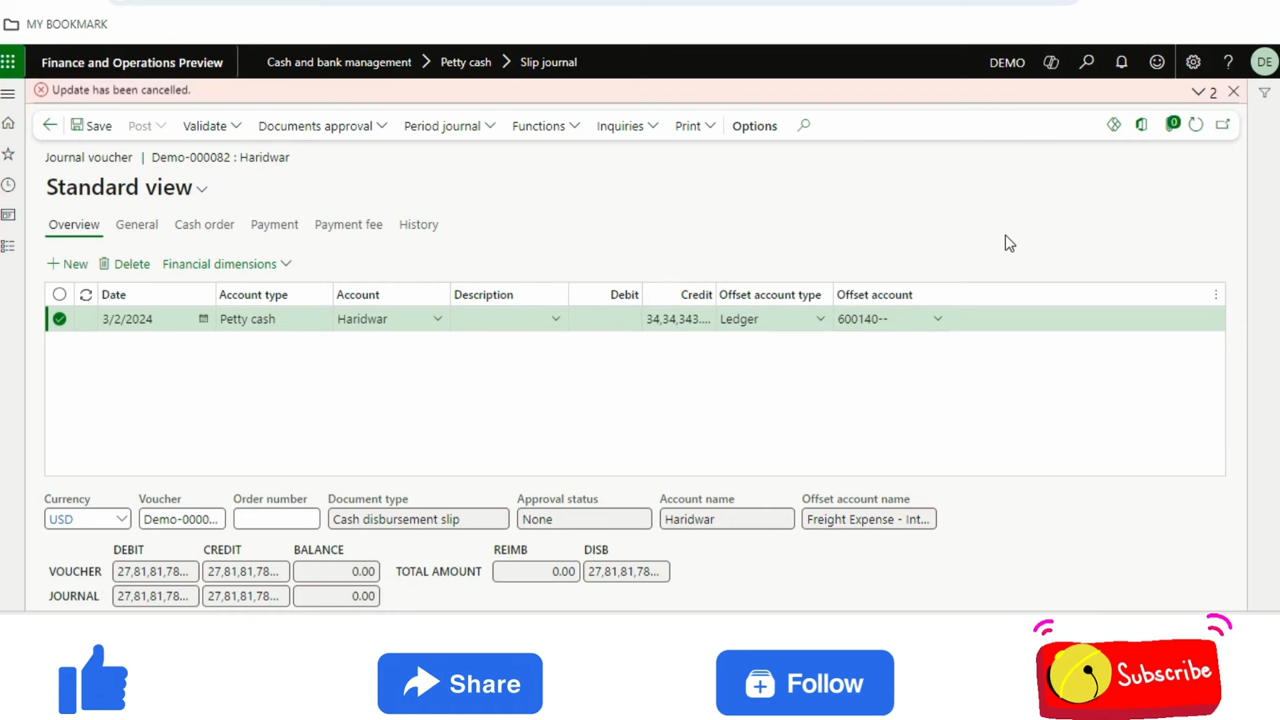 MY BOOKMARK
Finance and Operations Preview Cash and bank management Petty cash Slip journal DEMO ? DE
Update has been cancelled. 2
Save Post Validate Documents approval Period journal Functions Inquiries Print Options 0
Journal voucher | Demo-000082 : Haridwar
Standard view
Overview General Cash order Payment Payment fee History
+ New Delete Financial dimensions
Date Account type Account Description Debit Credit Offset account type Offset account
3/2/2024 Petty cash Haridwar 34,34,343.... Ledger 600140--
Currency Voucher Order number Document type Approval status Account name Offset account name
USD Demo-0000... Cash disbursement slip None Haridwar Freight Expense - Int...
DEBIT CREDIT BALANCE REIMB DISB
VOUCHER 27,81,81,78... 27,81,81,78... 0.00 TOTAL AMOUNT 0.00 27,81,81,78...
JOURNAL 27,81,81,78... 27,81,81,78... 0.00
Share Follow Subscribe